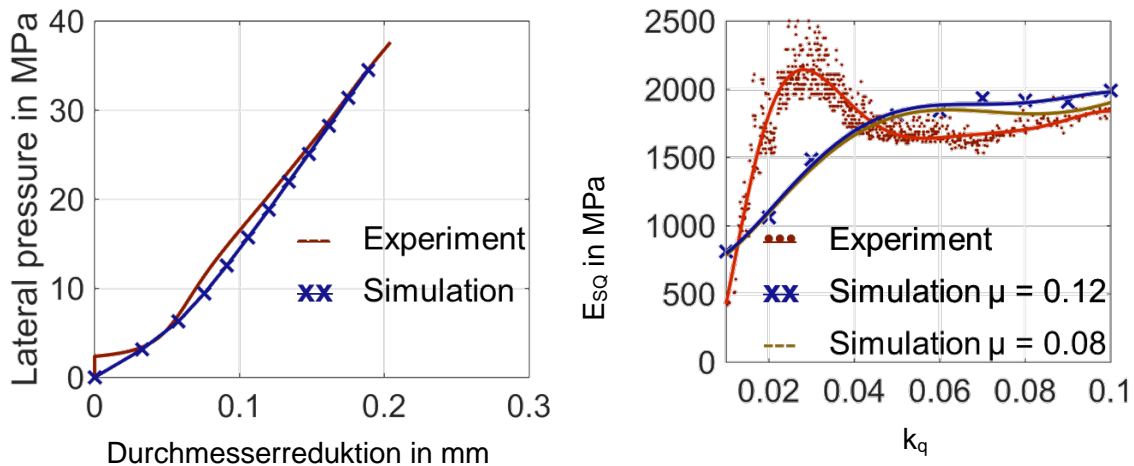 Lateral pressure in MPa
40
30
20
10
0
0 0.1 0.2 0.3
Durchmesserreduktion in mm
Experiment
Simulation
E_SQ in MPa
2500
2000
1500
1000
500
0
0.02 0.04 0.06 0.08 0.1
k_q
Experiment
Simulation μ = 0.12
Simulation μ = 0.08